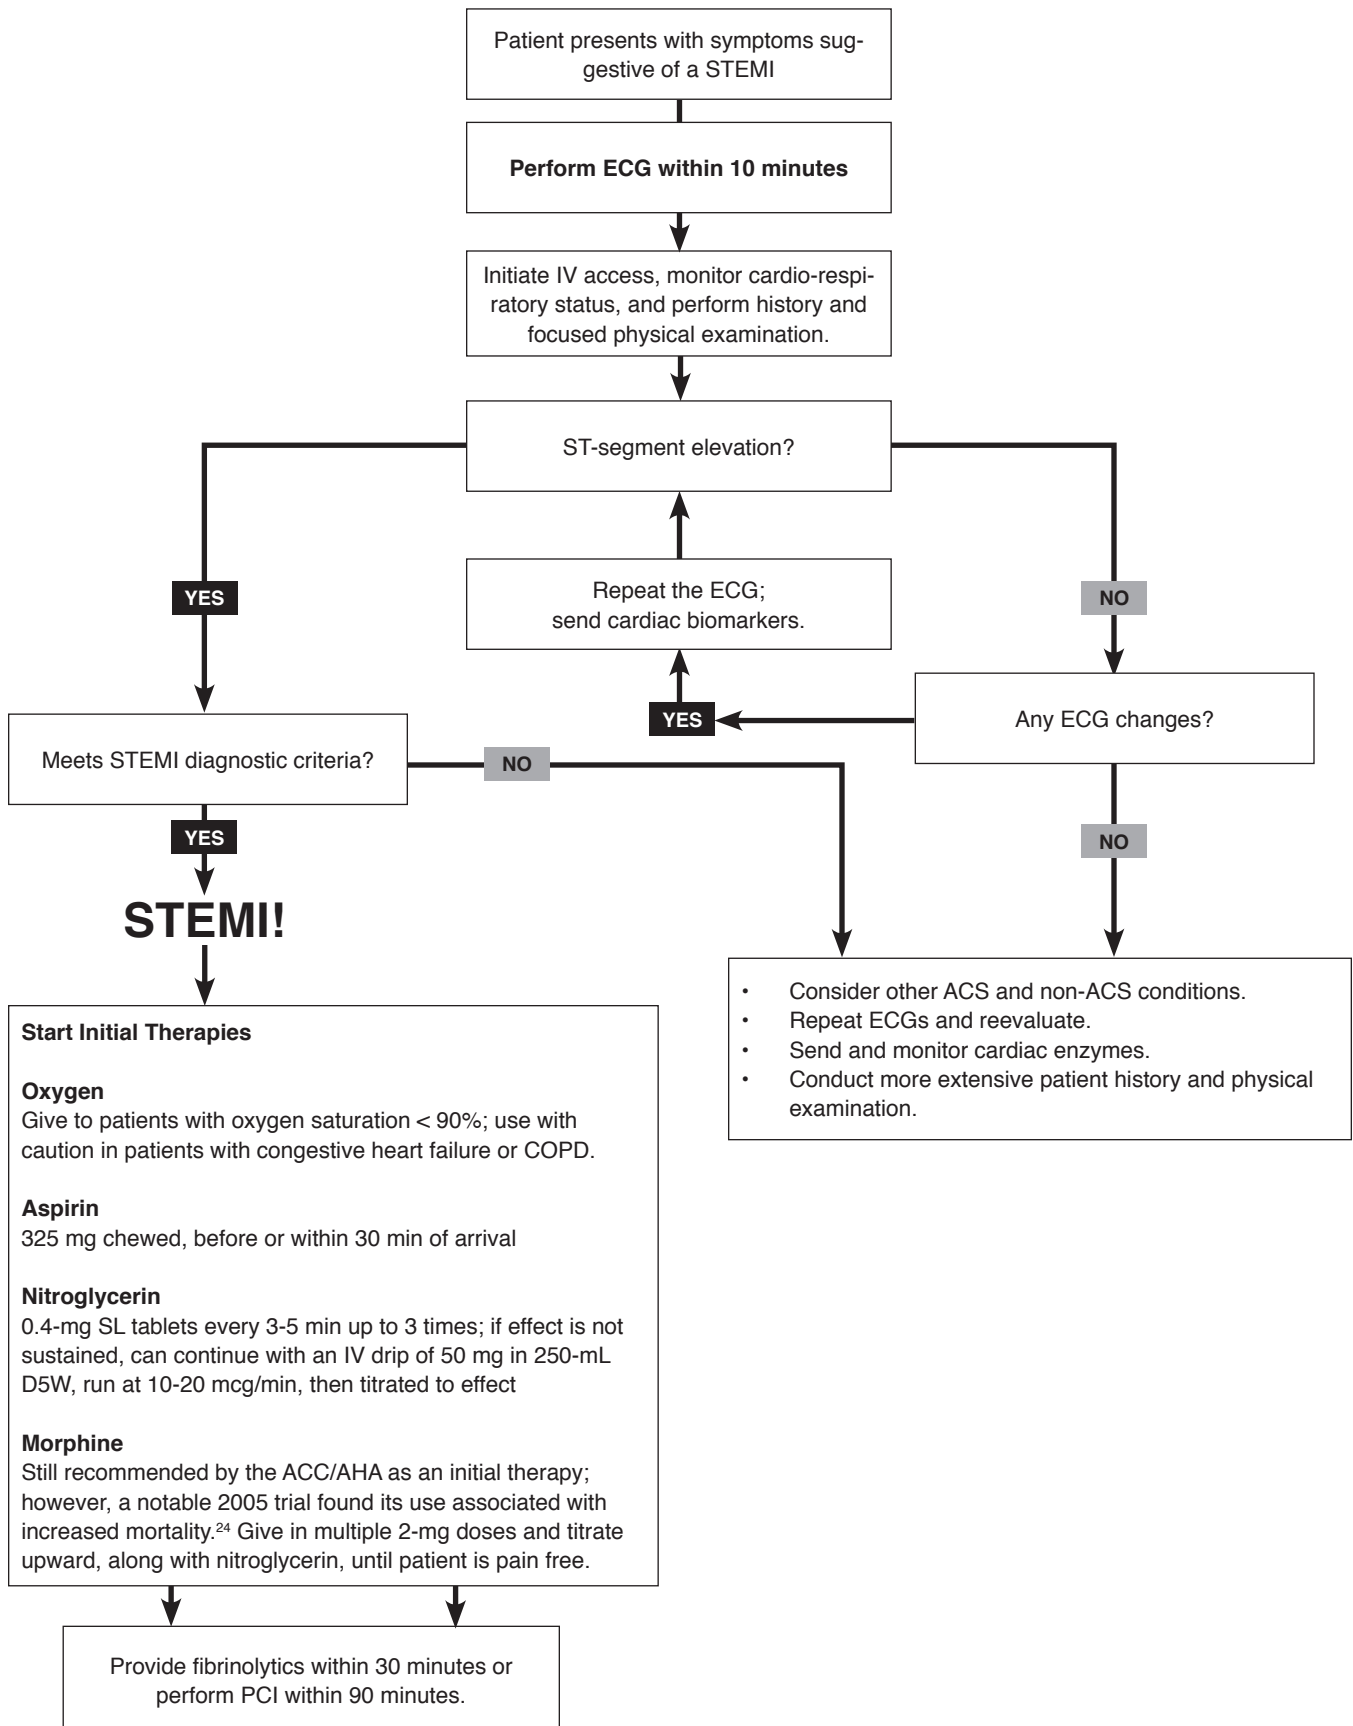 Patient presents with symptoms sug-
gestive of a STEMI
Perform ECG within 10 minutes
Initiate IV access, monitor cardio-respi-
ratory status, and perform history and
focused physical examination.
ST-segment elevation?
YES
Repeat the ECG;
send cardiac biomarkers.
NO
YES
Any ECG changes?
Meets STEMI diagnostic criteria?
NO
YES
NO
STEMI!
• Consider other ACS and non-ACS conditions.
• Repeat ECGs and reevaluate.
• Send and monitor cardiac enzymes.
• Conduct more extensive patient history and physical
examination.
Start Initial Therapies
Oxygen
Give to patients with oxygen saturation < 90%; use with
caution in patients with congestive heart failure or COPD.
Aspirin
325 mg chewed, before or within 30 min of arrival
Nitroglycerin
0.4-mg SL tablets every 3-5 min up to 3 times; if effect is not
sustained, can continue with an IV drip of 50 mg in 250-mL
D5W, run at 10-20 mcg/min, then titrated to effect
Morphine
Still recommended by the ACC/AHA as an initial therapy;
however, a notable 2005 trial found its use associated with
increased mortality.²⁴ Give in multiple 2-mg doses and titrate
upward, along with nitroglycerin, until patient is pain free.
Provide fibrinolytics within 30 minutes or
perform PCI within 90 minutes.